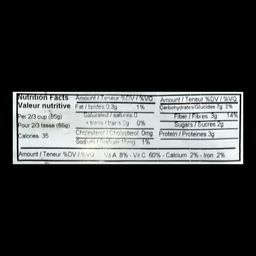 Nutrition Facts
Valeur nutritive
Per 2/3 cup (85g)
Pour 2/3 tasse (85g)
Calories 35
Amount / Teneur %DV / %VQ
Fat / lipides 0.3g 1%
Saturated / saturés 0
+ trans / trans 0g 0%
Cholesterol / Cholesterol 0mg
Sodium / Sodium 1%
Amount / Teneur %DV / %VQ
Carbohydrates/Glucides 7g 2%
Fiber / Fibres 3g 14%
Sugars / Sucres 2g
Protein / Proteines 3g
Amount / Teneur %DV / %VQ Vit A 8% - Vit C 60% - Calcium 2% - Iron 2%